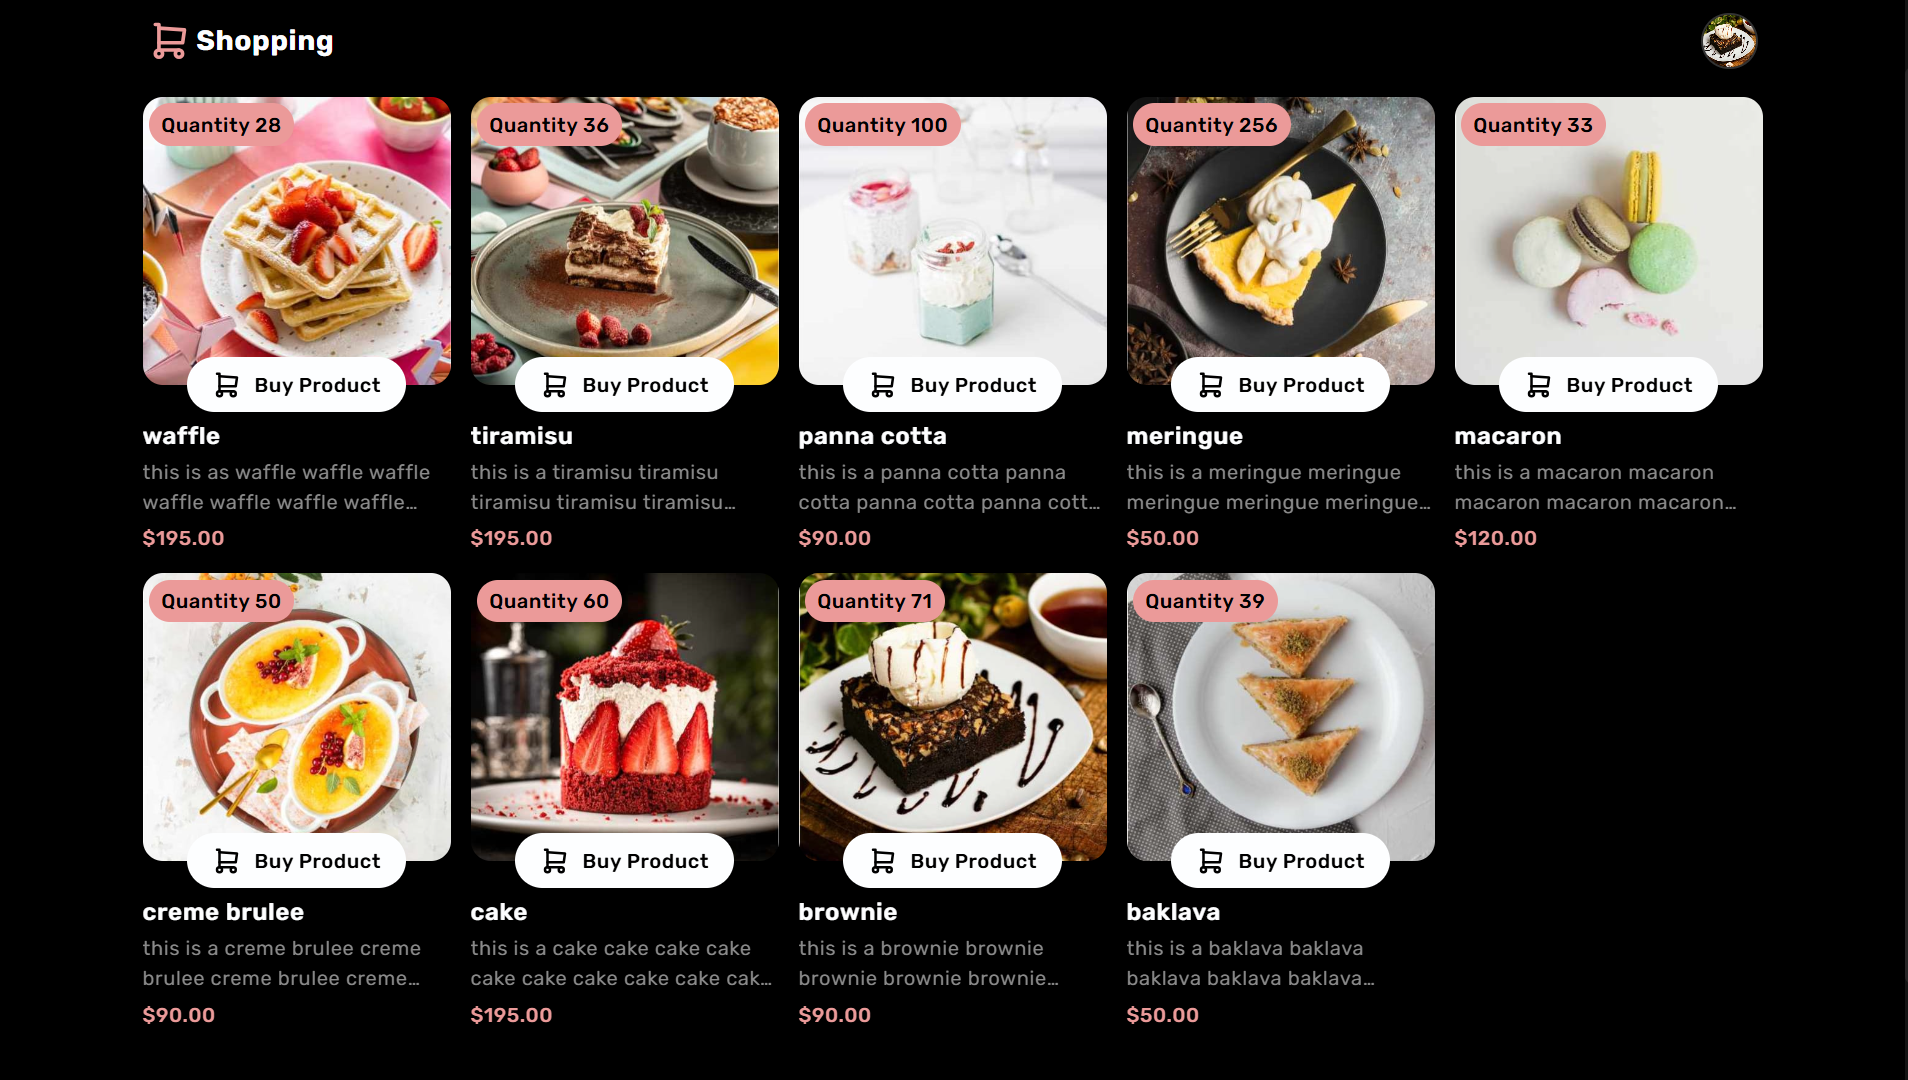 Shopping
Quantity 28
Quantity 36
Quantity 100
Quantity 256
Quantity 33
Buy Product
Buy Product
Buy Product
Buy Product
Buy Product
waffle
tiramisu
panna cotta
meringue
macaron
this is as waffle waffle waffle
waffle waffle waffle waffle…
this is a tiramisu tiramisu
tiramisu tiramisu tiramisu…
this is a panna cotta panna
cotta panna cotta panna cott…
this is a meringue meringue
meringue meringue meringue…
this is a macaron macaron
macaron macaron macaron…
$195.00
$195.00
$90.00
$50.00
$120.00
Quantity 50
Quantity 60
Quantity 71
Quantity 39
Buy Product
Buy Product
Buy Product
Buy Product
creme brulee
cake
brownie
baklava
this is a creme brulee creme
brulee creme brulee creme…
this is a cake cake cake cake
cake cake cake cake cake cak…
this is a brownie brownie
brownie brownie brownie…
this is a baklava baklava
baklava baklava baklava…
$90.00
$195.00
$90.00
$50.00